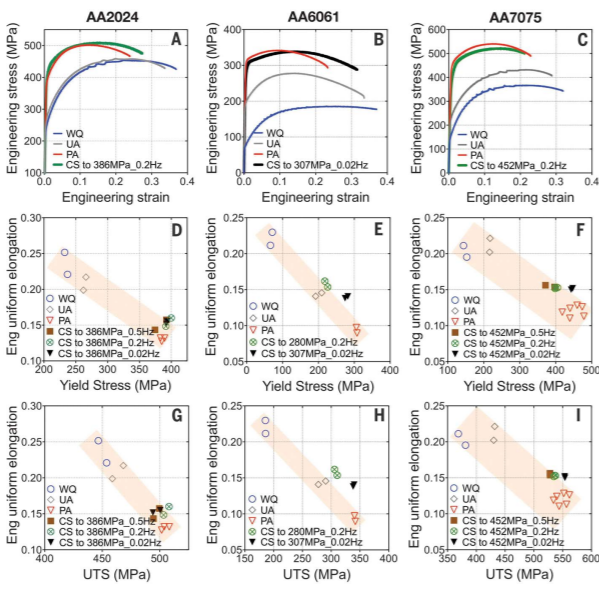 AA2024
AA6061
AA7075
Engineering stress (MPa)
500
400
300
200
100
A
WQ
UA
PA
CS to 386MPa_0.2Hz
0.0 0.1 0.2 0.3 0.4
Engineering strain
Engineering stress (MPa)
400
300
200
100
0
B
WQ
UA
PA
CS to 307MPa_0.02Hz
0.0 0.1 0.2 0.3 0.4
Engineering strain
Engineering stress (MPa)
600
500
400
300
200
100
0
C
WQ
UA
PA
CS to 452MPa_0.2Hz
0.0 0.1 0.2 0.3 0.4
Engineering strain
Eng uniform elongation
0.30
0.25
0.20
0.15
0.10
D
WQ
UA
PA
CS to 386MPa_0.5Hz
CS to 386MPa_0.2Hz
CS to 386MPa_0.02Hz
200 250 300 350 400
Yield Stress (MPa)
Eng uniform elongation
0.25
0.20
0.15
0.10
0.05
E
WQ
UA
PA
CS to 280MPa_0.2Hz
CS to 307MPa_0.02Hz
0 100 200 300 400
Yield Stress (MPa)
Eng uniform elongation
0.25
0.20
0.15
0.10
0.05
F
WQ
UA
PA
CS to 452MPa_0.5Hz
CS to 452MPa_0.2Hz
CS to 452MPa_0.02Hz
100 200 300 400 500
Yield Stress (MPa)
Eng uniform elongation
0.30
0.25
0.20
0.15
0.10
G
WQ
UA
PA
CS to 386MPa_0.5Hz
CS to 386MPa_0.2Hz
CS to 386MPa_0.02Hz
400 450 500
UTS (MPa)
Eng uniform elongation
0.25
0.20
0.15
0.10
0.05
H
WQ
UA
PA
CS to 280MPa_0.2Hz
CS to 307MPa_0.02Hz
150 200 250 300 350 400
UTS (MPa)
Eng uniform elongation
0.25
0.20
0.15
0.10
0.05
I
WQ
UA
PA
CS to 452MPa_0.5Hz
CS to 452MPa_0.2Hz
CS to 452MPa_0.02Hz
350 400 450 500 550 600
UTS (MPa)